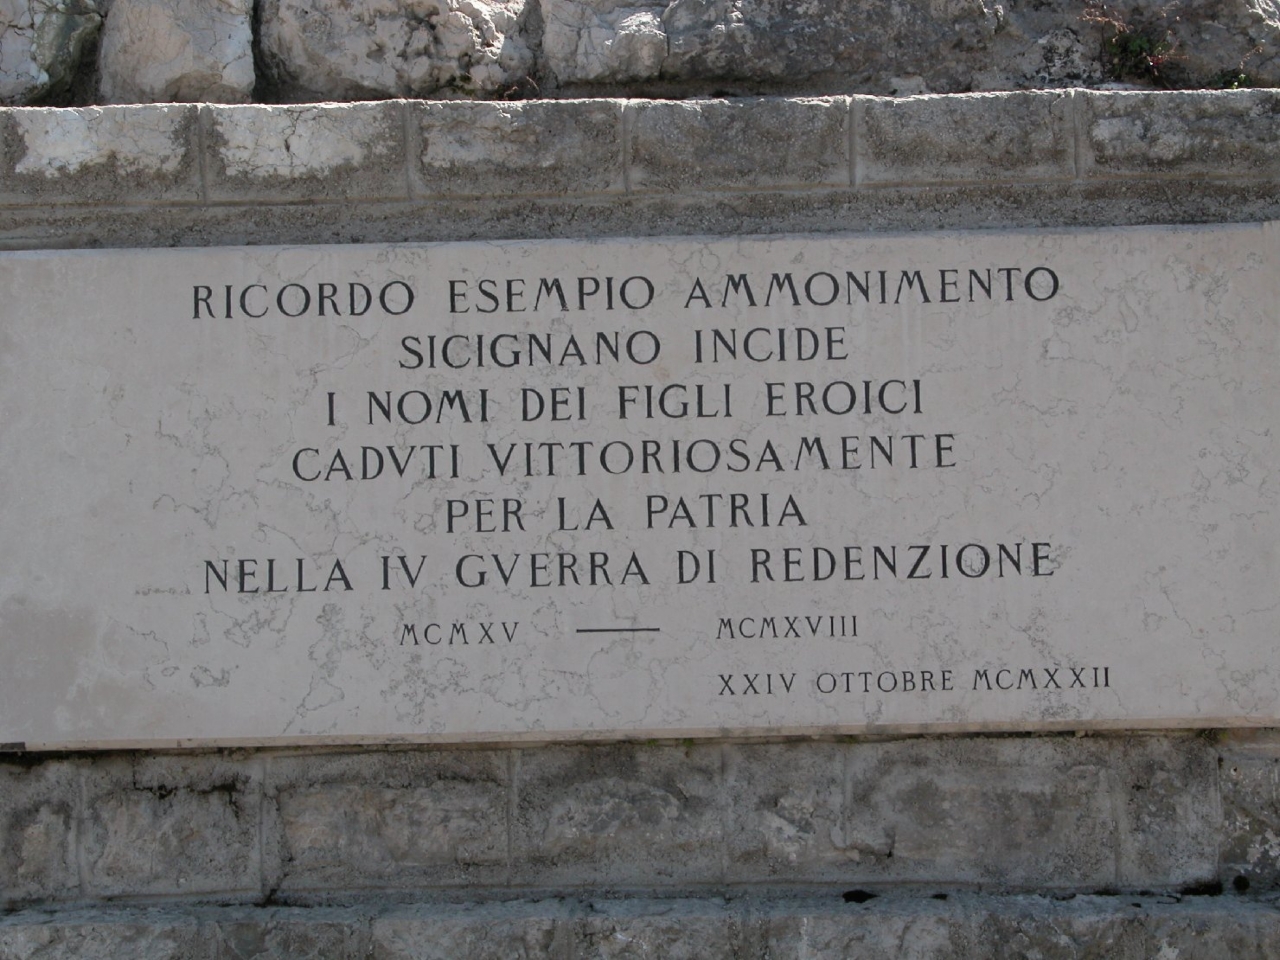 RICORDO ESEMPIO AMMONIMENTO
SICIGNANO INCIDE
I NOMI DEI FIGLI EROICI
CADVTI VITTORIOSAMENTE
PER LA PATRIA
NELLA IV GVERRA DI REDENZIONE
MCMXV — MCMXVIII
XXIV OTTOBRE MCMXXII